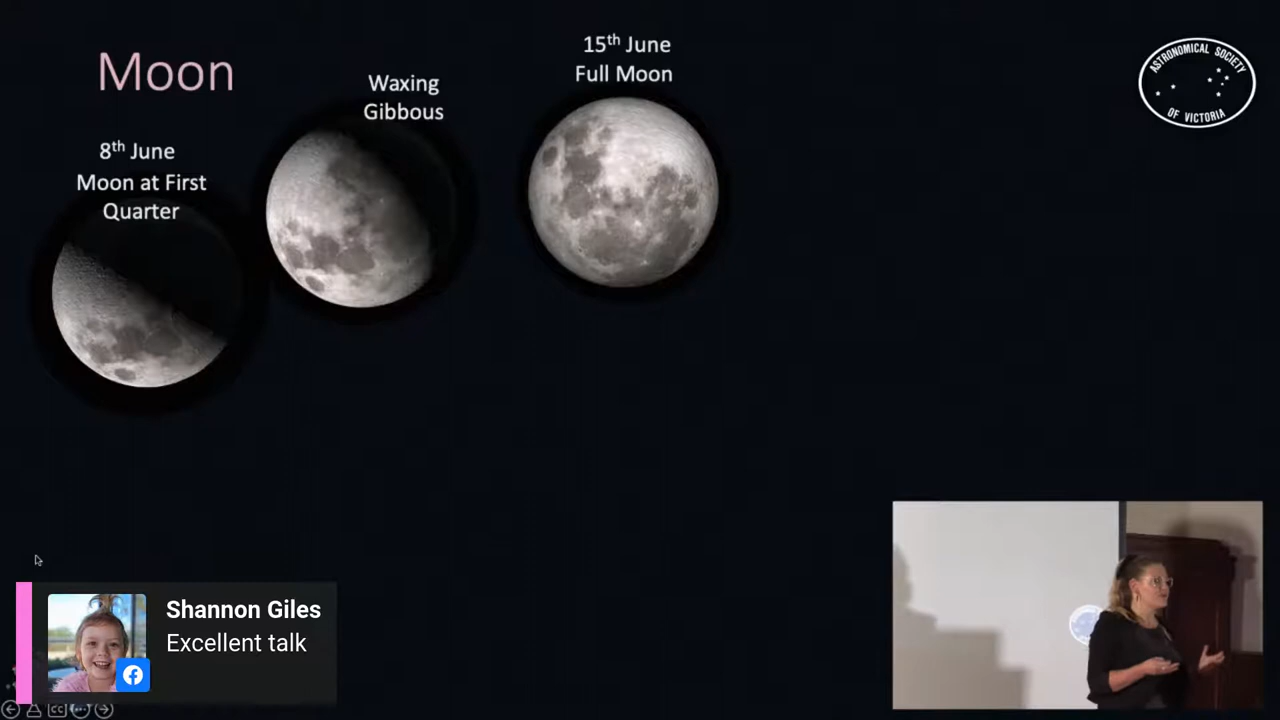 Moon
8th June
Moon at First
Quarter
Waxing
Gibbous
15th June
Full Moon
ASTRONOMICAL SOCIETY
OF VICTORIA
Shannon Giles
Excellent talk
CC